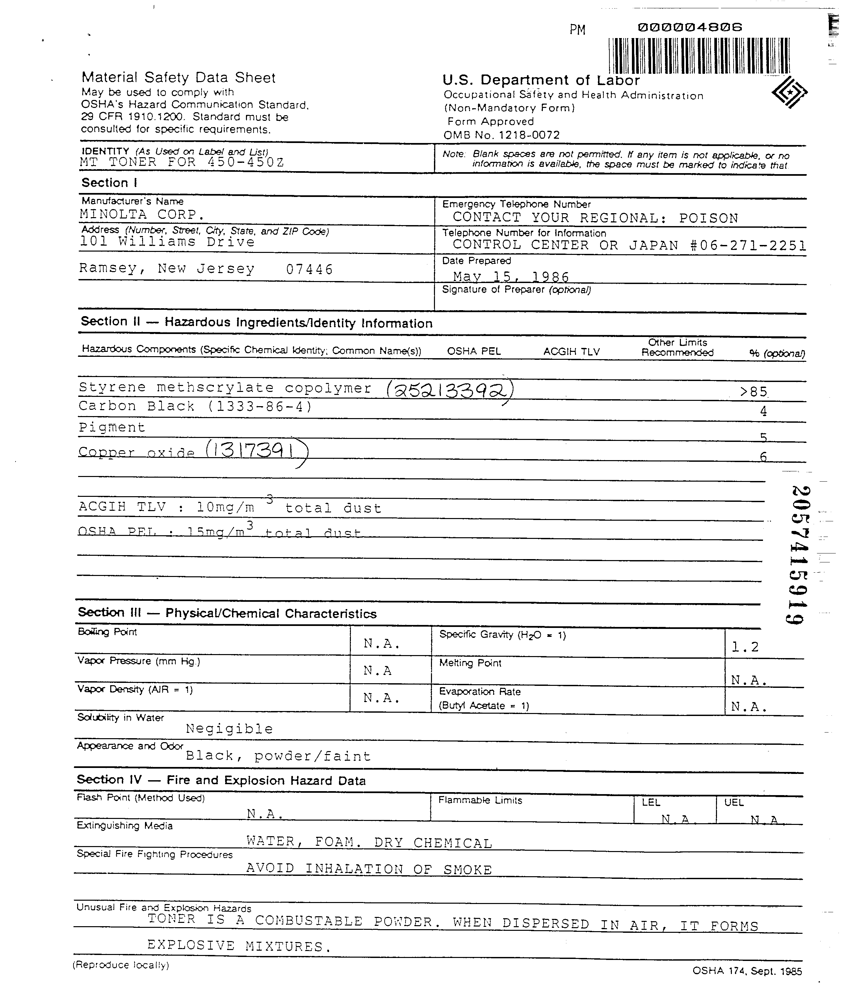 PM 000004806
Material Safety Data Sheet
May be used to comply with
OSHA's Hazard Communication Standard,
29 CFR 1910.1200. Standard must be
consulted for specific requirements.
U.S. Department of Labor
Occupational Safety and Health Administration
(Non-Mandatory Form)
Form Approved
OMB No. 1218-0072
IDENTITY (As Used on Label and List)
MT TONER FOR 450-450Z
Note: Blank spaces are not permitted. If any item is not applicable, or no
information is available, the space must be marked to indicate that
Section I
Manufacturer's Name
MINOLTA CORP.
Emergency Telephone Number
CONTACT YOUR REGIONAL: POISON
Address (Number, Street, City, State, and ZIP Code)
101 Williams Drive
Telephone Number for Information
CONTROL CENTER OR JAPAN #06-271-2251
Ramsey, New Jersey 07446
Date Prepared
May 15, 1986
Signature of Preparer (optional)
Section II — Hazardous Ingredients/Identity Information
Hazardous Components (Specific Chemical Identity; Common Name(s)) OSHA PEL ACGIH TLV Other Limits Recommended % (optional)
Styrene methscrylate copolymer (25213392) >85
Carbon Black (1333-86-4) 4
Pigment 5
Copper oxide (1317391) 6
ACGIH TLV : 10mg/m3 total dust
OSHA PEL : 15mg/m3 total dust
2057415919
Section III — Physical/Chemical Characteristics
Boiling Point N.A.
Specific Gravity (H2O = 1) 1.2
Vapor Pressure (mm Hg.) N.A
Melting Point N.A.
Vapor Density (AIR = 1) N.A.
Evaporation Rate
(Butyl Acetate = 1) N.A.
Solubility in Water
Negigible
Appearance and Odor
Black, powder/faint
Section IV — Fire and Explosion Hazard Data
Flash Point (Method Used) N.A.
Flammable Limits
LEL N.A.
UEL N.A.
Extinguishing Media
WATER, FOAM. DRY CHEMICAL
Special Fire Fighting Procedures
AVOID INHALATION OF SMOKE
Unusual Fire and Explosion Hazards
TONER IS A COMBUSTABLE POWDER. WHEN DISPERSED IN AIR, IT FORMS
EXPLOSIVE MIXTURES.
(Reproduce locally)
OSHA 174, Sept. 1985